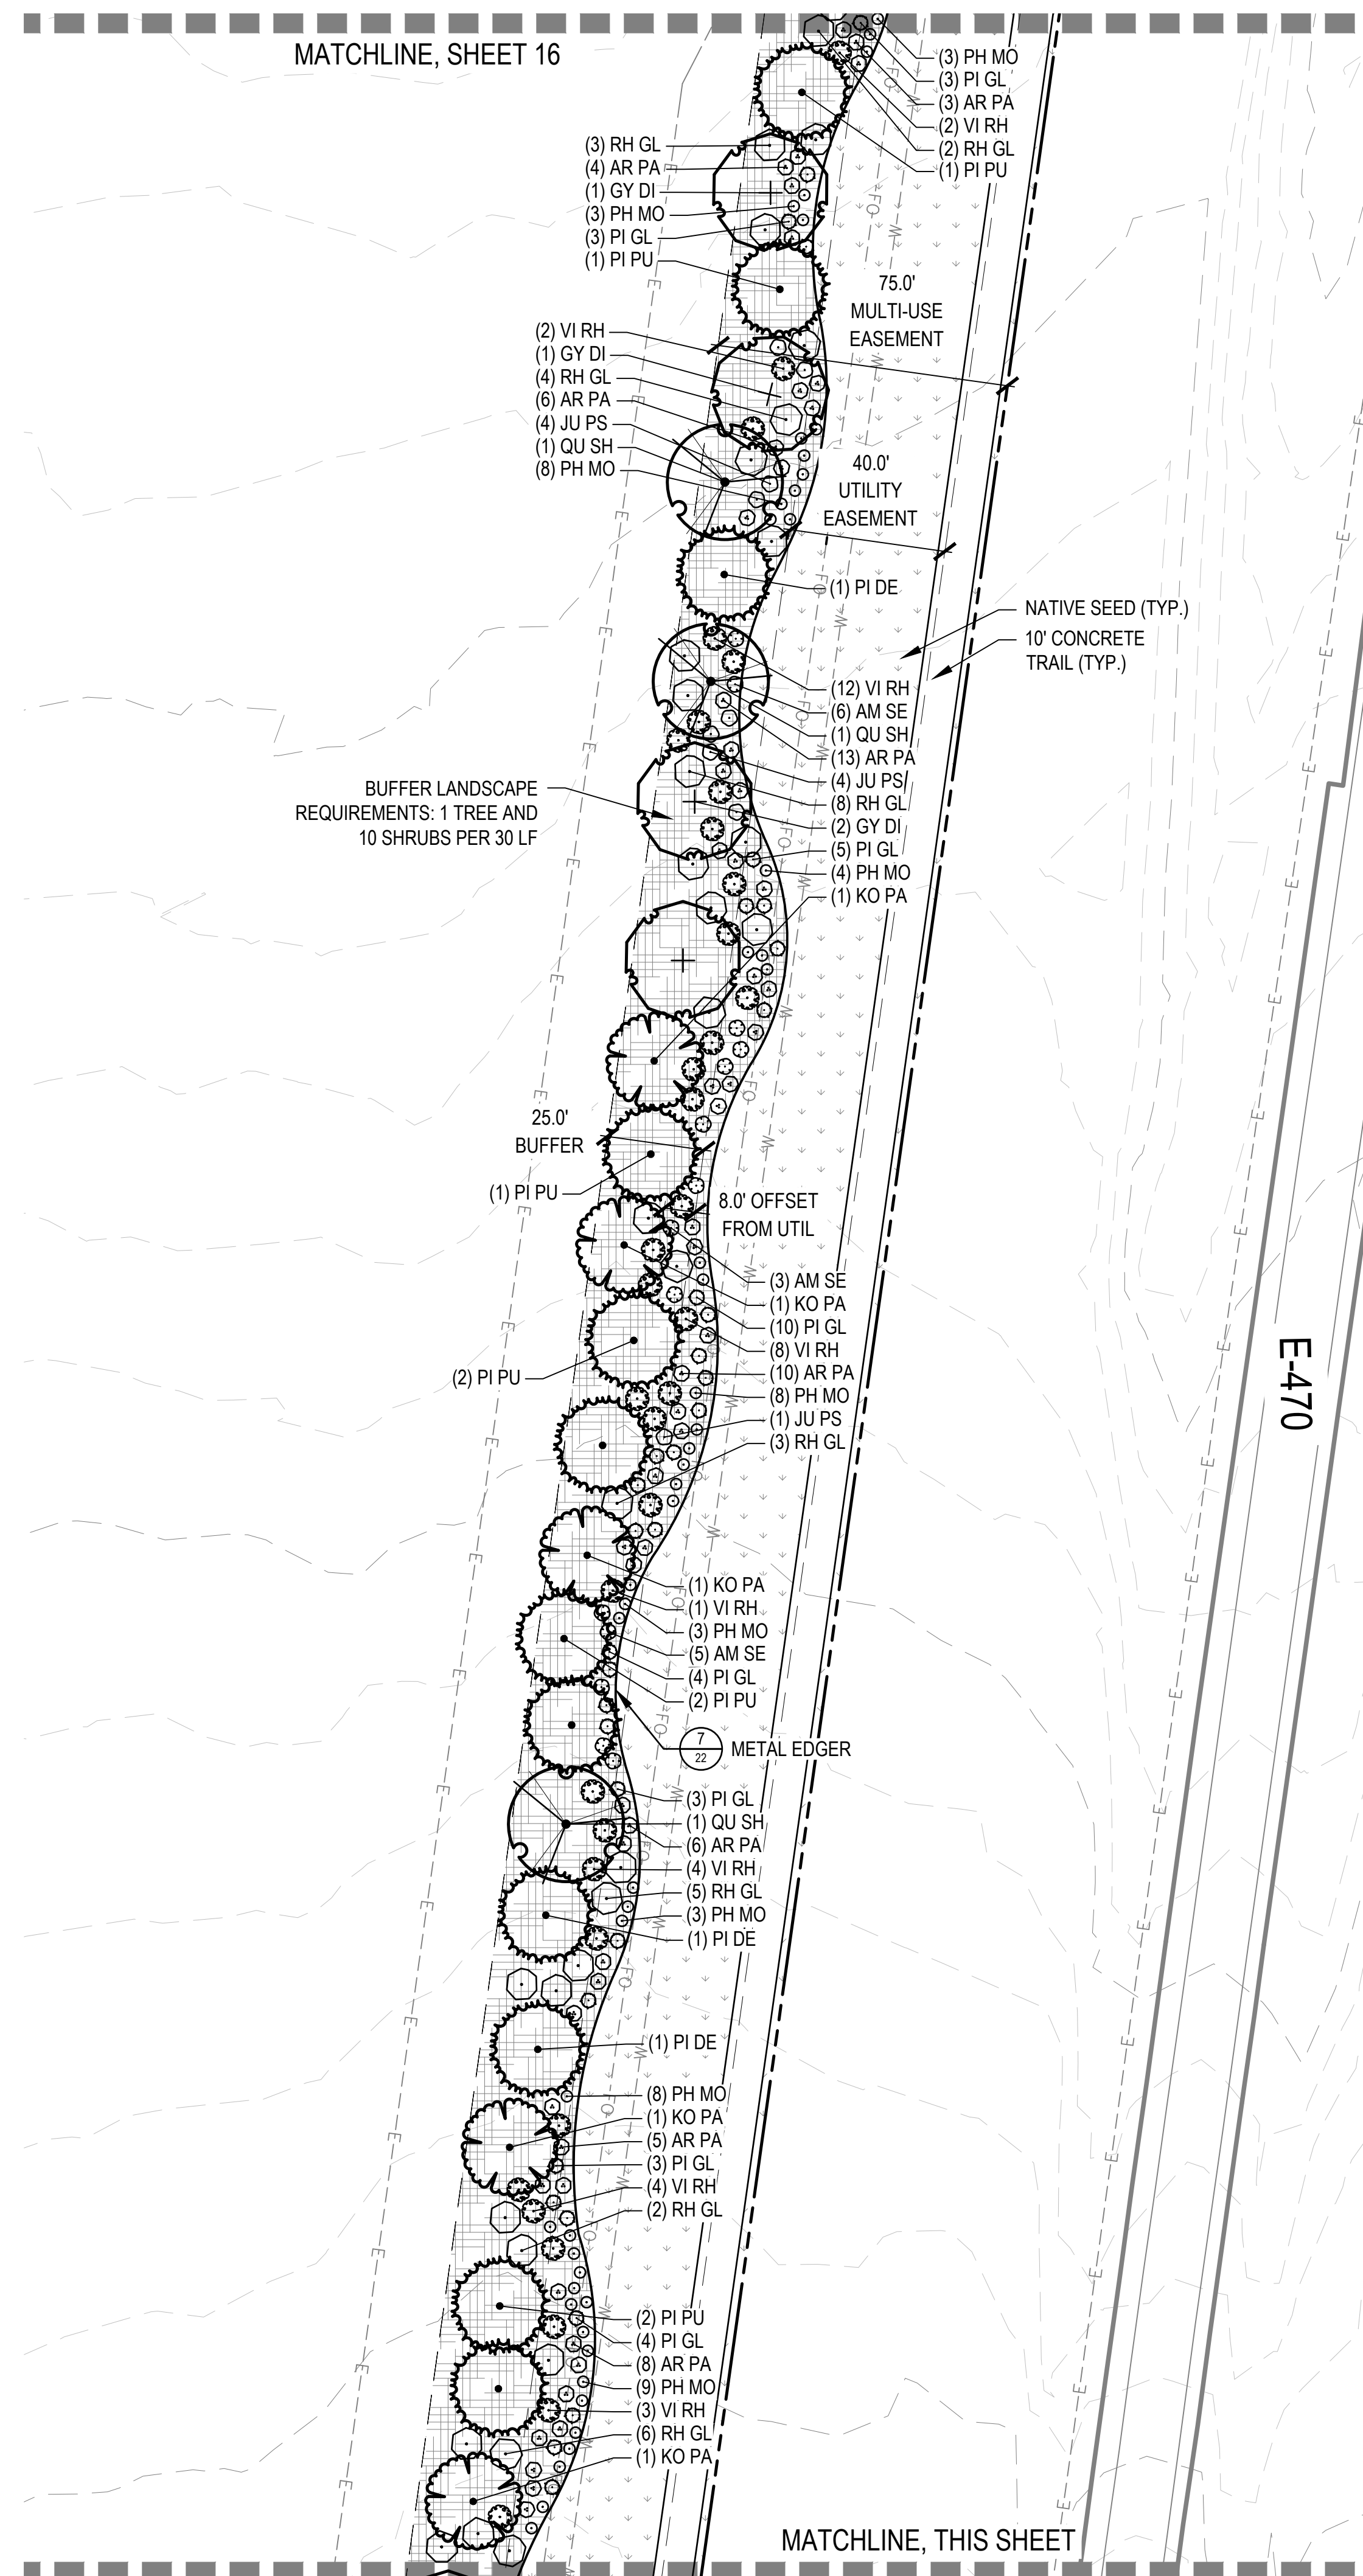 MATCHLINE, SHEET 16
(3) PH MO
(3) PI GL
(3) AR PA
(2) VI RH
(2) RH GL
(1) PI PU
(3) RH GL
(4) AR PA
(1) GY DI
(3) PH MO
(3) PI GL
(1) PI PU
75.0'
MULTI-USE
EASEMENT
(2) VI RH
(1) GY DI
(4) RH GL
(6) AR PA
(4) JU PS
(1) QU SH
(8) PH MO
40.0'
UTILITY
EASEMENT
(1) PI DE
NATIVE SEED (TYP.)
10' CONCRETE
TRAIL (TYP.)
(12) VI RH
(6) AM SE
(1) QU SH
(13) AR PA
(4) JU PS
(8) RH GL
(2) GY DI
(5) PI GL
(4) PH MO
(1) KO PA
BUFFER LANDSCAPE
REQUIREMENTS: 1 TREE AND
10 SHRUBS PER 30 LF
25.0'
BUFFER
(1) PI PU
8.0' OFFSET
FROM UTIL
(3) AM SE
(1) KO PA
(10) PI GL
(8) VI RH
(10) AR PA
(8) PH MO
(1) JU PS
(3) RH GL
(2) PI PU
E-470
(1) KO PA
(1) VI RH
(3) PH MO
(5) AM SE
(4) PI GL
(2) PI PU
7
22
METAL EDGER
(3) PI GL
(1) QU SH
(6) AR PA
(4) VI RH
(5) RH GL
(3) PH MO
(1) PI DE
(1) PI DE
(8) PH MO
(1) KO PA
(5) AR PA
(3) PI GL
(4) VI RH
(2) RH GL
(2) PI PU
(4) PI GL
(8) AR PA
(9) PH MO
(3) VI RH
(6) RH GL
(1) KO PA
MATCHLINE, THIS SHEET